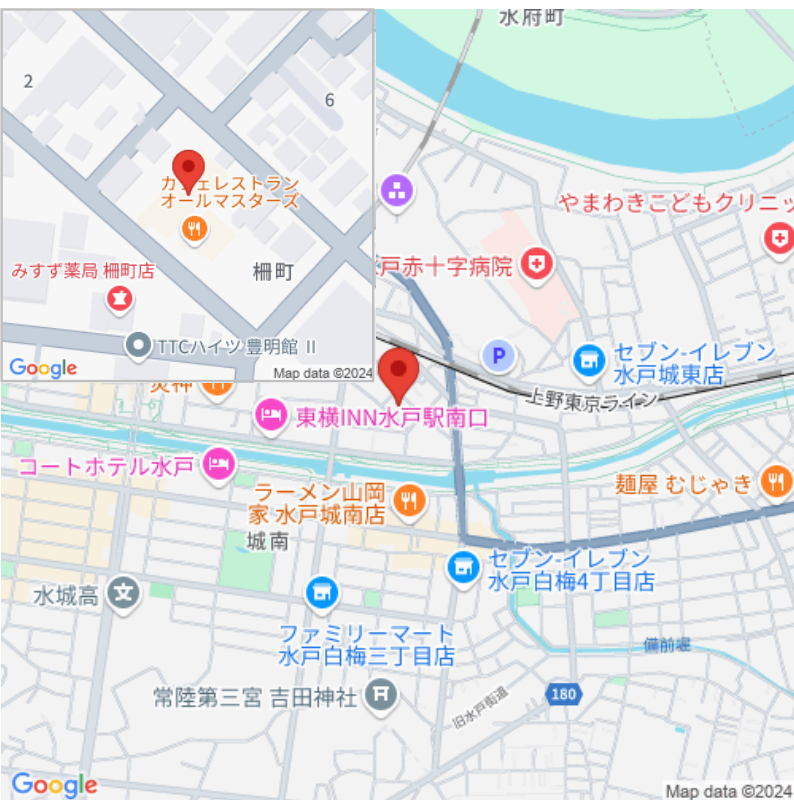 2
6
カフェレストラン
オールマスターズ
みすず薬局 柵町店
柵町
TTCハイツ 豊明館 II
Google
Map data ©2024
水府町
やまわきこどもクリニッ
戸赤十字病院
P
セブン-イレブン
水戸城東店
上野東京ライン
東横INN水戸駅南口
コートホテル水戸
ラーメン山岡
家 水戸城南店
麺屋 むじゃき
城南
セブン-イレブン
水戸白梅4丁目店
水城高
文
ファミリーマート
水戸白梅三丁目店
備前堀
常陸第三宮 吉田神社
旧水戸街道
180
Google
Map data ©2024